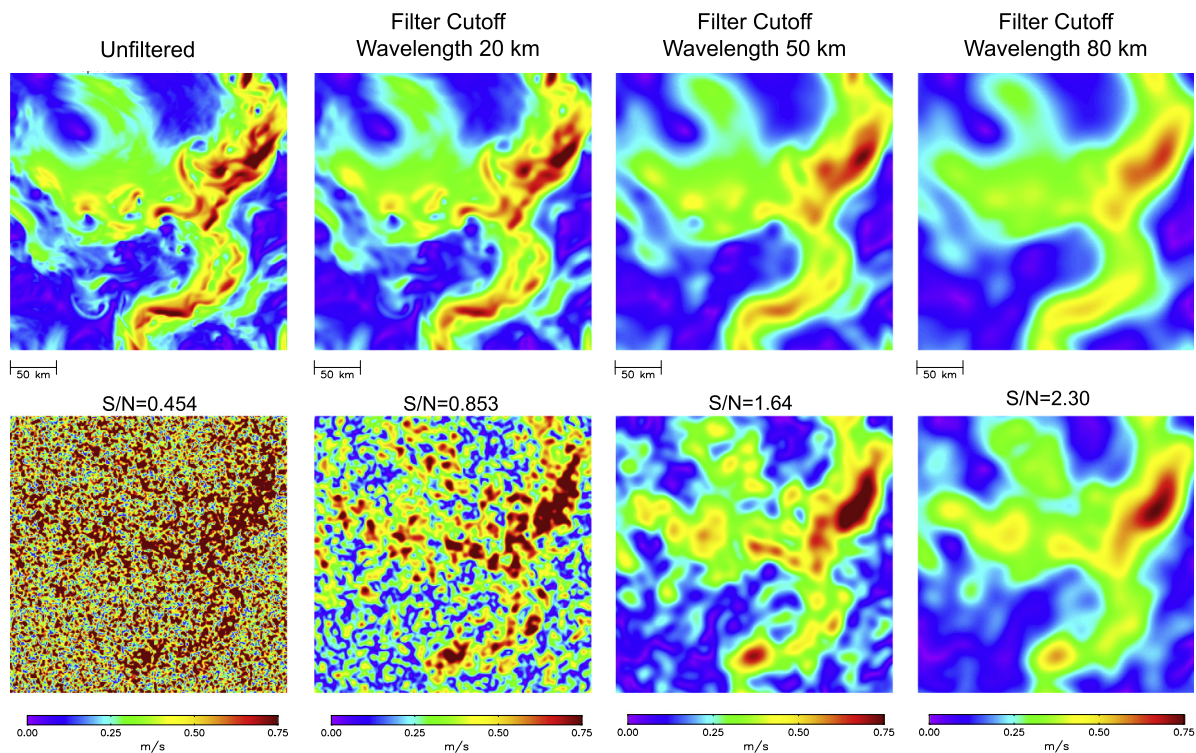 Unfiltered
Filter Cutoff
Wavelength 20 km
Filter Cutoff
Wavelength 50 km
Filter Cutoff
Wavelength 80 km
50 km
50 km
50 km
50 km
S/N=0.454
S/N=0.853
S/N=1.64
S/N=2.30
0.00 0.25 0.50 0.75
m/s
0.00 0.25 0.50 0.75
m/s
0.00 0.25 0.50 0.75
m/s
0.00 0.25 0.50 0.75
m/s